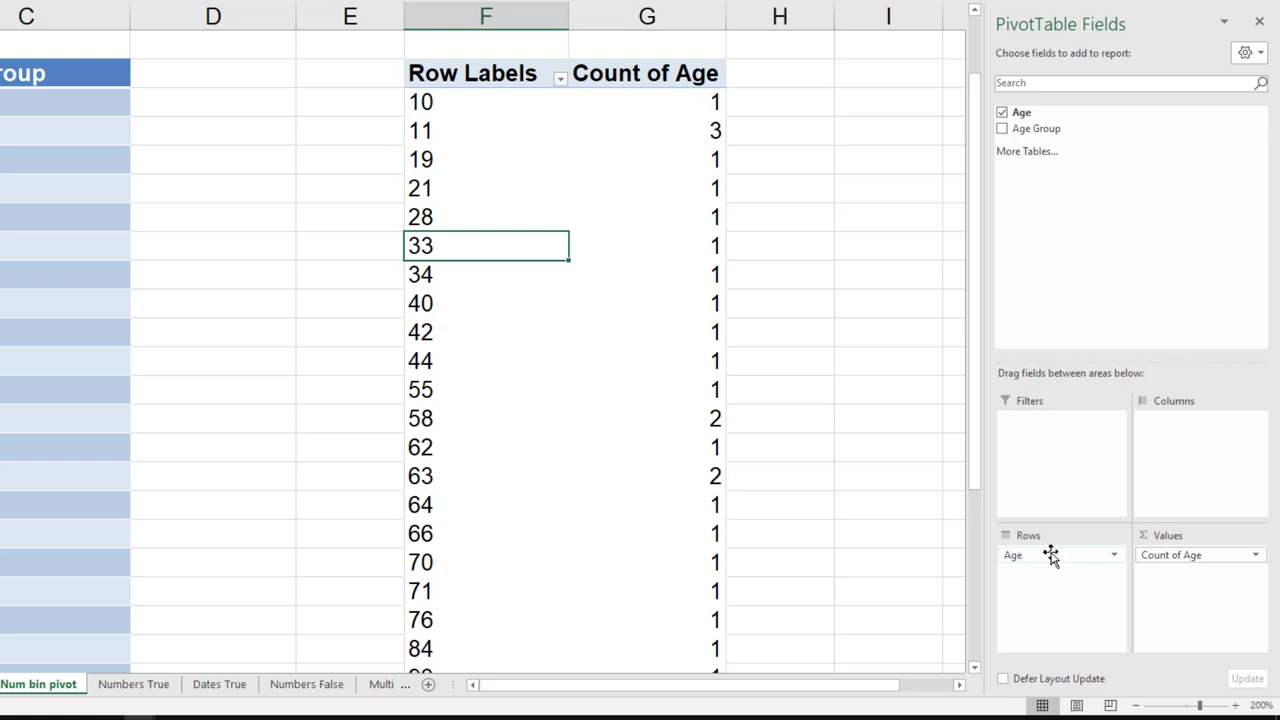 C D E F G H I
roup
Row Labels Count of Age
10 1
11 3
19 1
21 1
28 1
33 1
34 1
40 1
42 1
44 1
55 1
58 2
62 1
63 2
64 1
66 1
70 1
71 1
76 1
84 1
PivotTable Fields
Choose fields to add to report:
Search
Age
Age Group
More Tables...
Drag fields between areas below:
Filters Columns
Rows Σ Values
Age Count of Age
Defer Layout Update Update
Num bin pivot Numbers True Dates True Numbers False Multi ...
200%